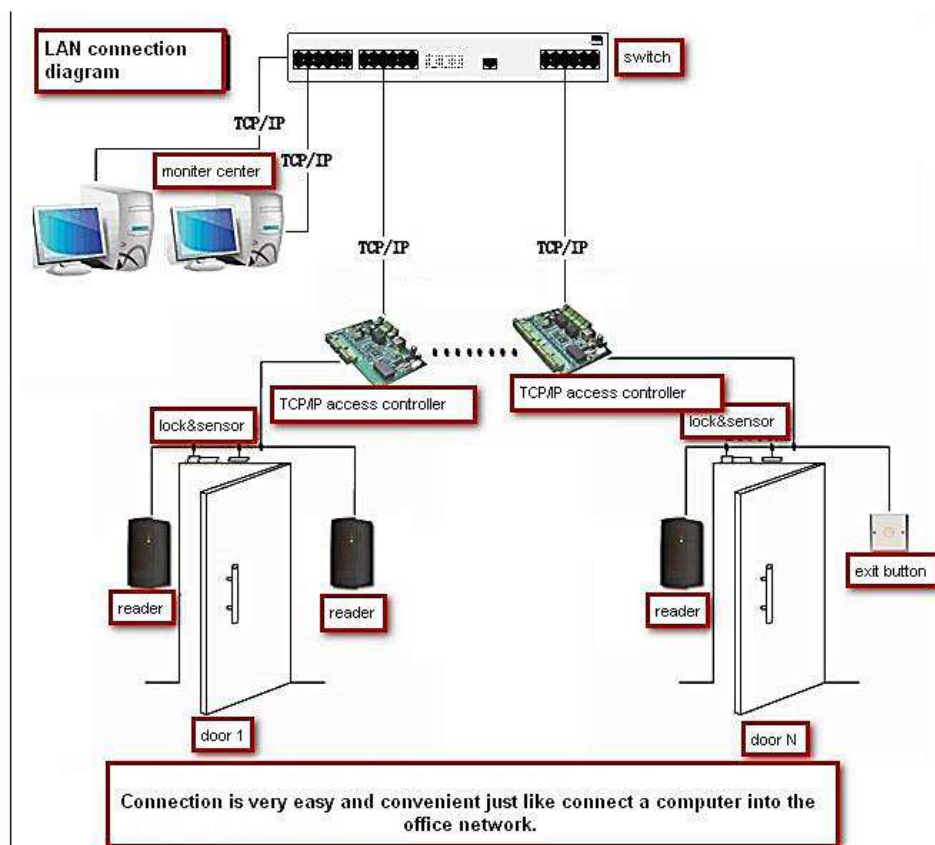 LAN connection
diagram
switch
TCP/IP
TCP/IP
moniter center
TCP/IP
TCP/IP
TCP/IP access controller
TCP/IP access controller
lock&sensor
lock&sensor
reader
reader
reader
exit button
door 1
door N
Connection is very easy and convenient just like connect a computer into the
office network.